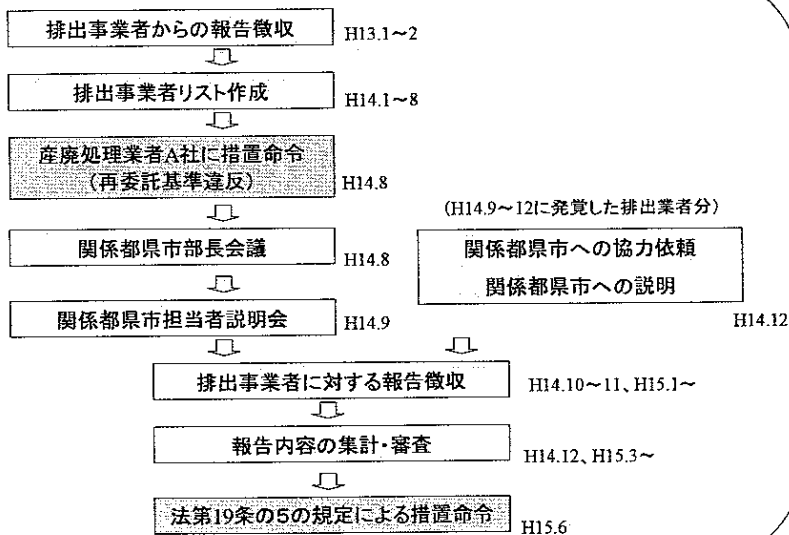 排出事業者からの報告徴収
H13.1~2
排出事業者リスト作成
H14.1~8
産廃処理業者A社に措置命令
(再委託基準違反)
H14.8
関係都県市部長会議
H14.8
関係都県市担当者説明会
H14.9
(H14.9~12に発覚した排出業者分)
関係都県市への協力依頼
関係都県市への説明
H14.12
排出事業者に対する報告徴収
H14.10~11、H15.1~
報告内容の集計・審査
H14.12、H15.3~
法第19条の5の規定による措置命令
H15.6